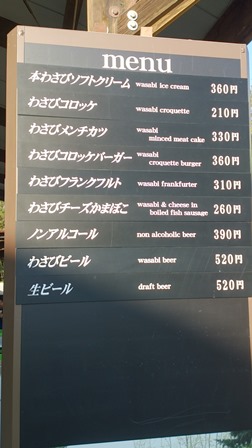 menu
本わさびソフトクリーム wasabi ice cream 360円
わさびコロッケ wasabi croquette 210円
わさびメンチカツ wasabi minced meat cake 330円
わさびコロッケバーガー wasabi croquette burger 360円
わさびフランクフルト wasabi frankfurter 310円
わさびチーズかまぼこ wasabi & cheese in boiled fish sausage 260円
ノンアルコール non alcoholic beer 390円
わさびビール wasabi beer 520円
生ビール draft beer 520円